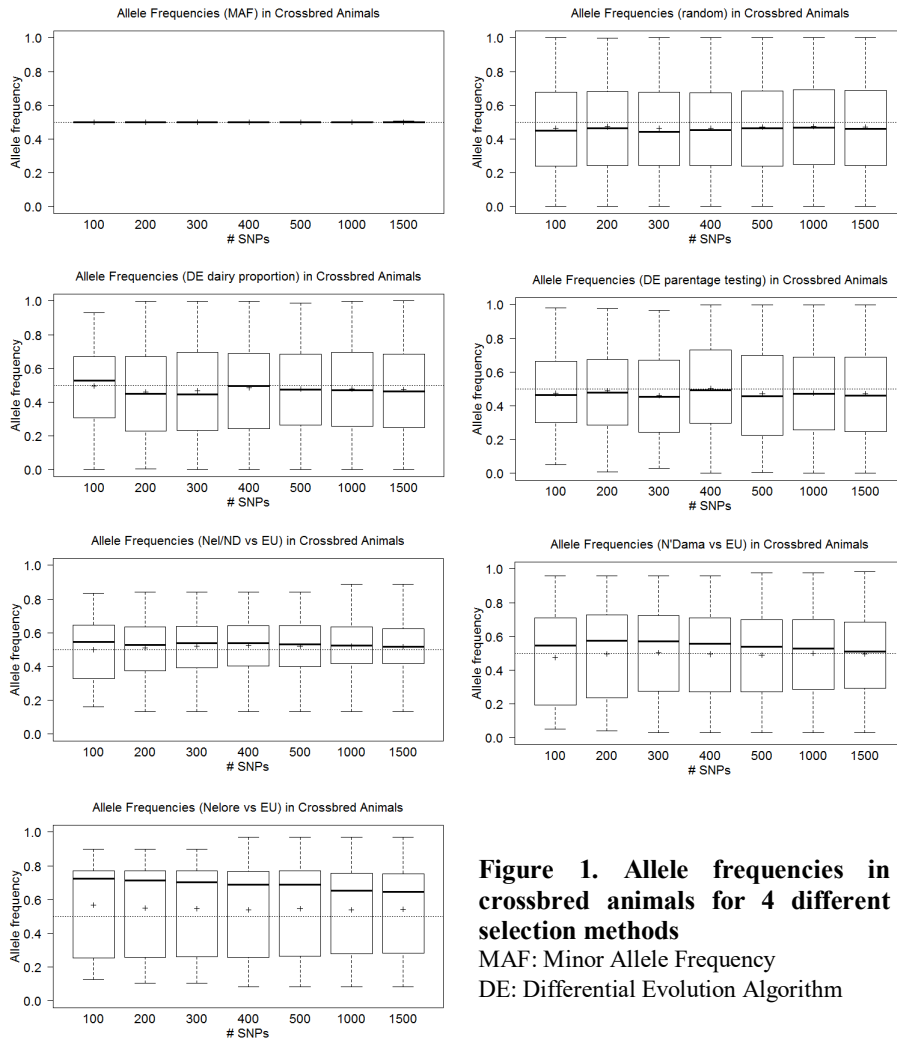 Allele Frequencies (MAF) in Crossbred Animals
Allele frequency
1.0
0.8
0.6
0.4
0.2
0.0
100 200 300 400 500 1000 1500
# SNPs
Allele Frequencies (random) in Crossbred Animals
Allele frequency
1.0
0.8
0.6
0.4
0.2
0.0
100 200 300 400 500 1000 1500
# SNPs
Allele Frequencies (DE dairy proportion) in Crossbred Animals
Allele frequency
1.0
0.8
0.6
0.4
0.2
0.0
100 200 300 400 500 1000 1500
# SNPs
Allele Frequencies (DE parentage testing) in Crossbred Animals
Allele frequency
1.0
0.8
0.6
0.4
0.2
0.0
100 200 300 400 500 1000 1500
# SNPs
Allele Frequencies (Nel/ND vs EU) in Crossbred Animals
Allele frequency
1.0
0.8
0.6
0.4
0.2
0.0
100 200 300 400 500 1000 1500
# SNPs
Allele Frequencies (N'Dama vs EU) in Crossbred Animals
Allele frequency
1.0
0.8
0.6
0.4
0.2
0.0
100 200 300 400 500 1000 1500
# SNPs
Allele Frequencies (Nelore vs EU) in Crossbred Animals
Allele frequency
1.0
0.8
0.6
0.4
0.2
0.0
100 200 300 400 500 1000 1500
# SNPs
Figure 1. Allele frequencies in
crossbred animals for 4 different
selection methods
MAF: Minor Allele Frequency
DE: Differential Evolution Algorithm